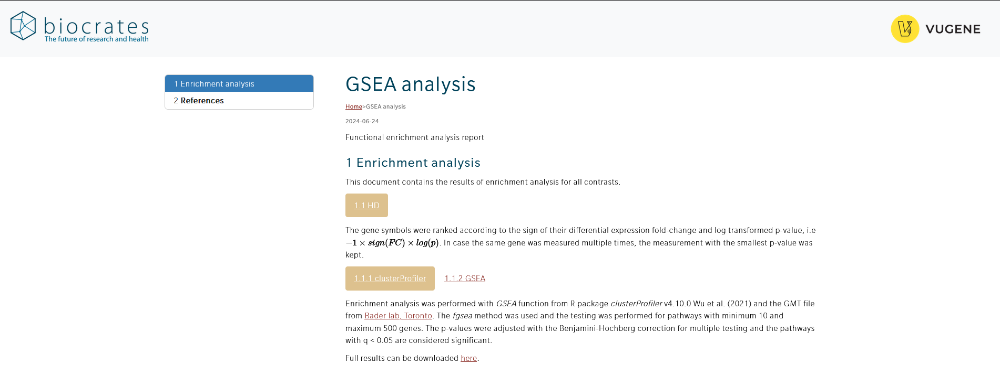 biocrates
The future of research and health
VUGENE
1 Enrichment analysis
2 References
GSEA analysis
Home>GSEA analysis
2024-06-24
Functional enrichment analysis report
1 Enrichment analysis
This document contains the results of enrichment analysis for all contrasts.
1.1 HD
The gene symbols were ranked according to the sign of their differential expression fold-change and log transformed p-value, i.e
−1 × sign(FC) × log(p). In case the same gene was measured multiple times, the measurement with the smallest p-value was
kept.
1.1.1 clusterProfiler 1.1.2 GSEA
Enrichment analysis was performed with GSEA function from R package clusterProfiler v4.10.0 Wu et al. (2021) and the GMT file
from Bader lab, Toronto. The fgsea method was used and the testing was performed for pathways with minimum 10 and
maximum 500 genes. The p-values were adjusted with the Benjamini-Hochberg correction for multiple testing and the pathways
with q < 0.05 are considered significant.
Full results can be downloaded here.